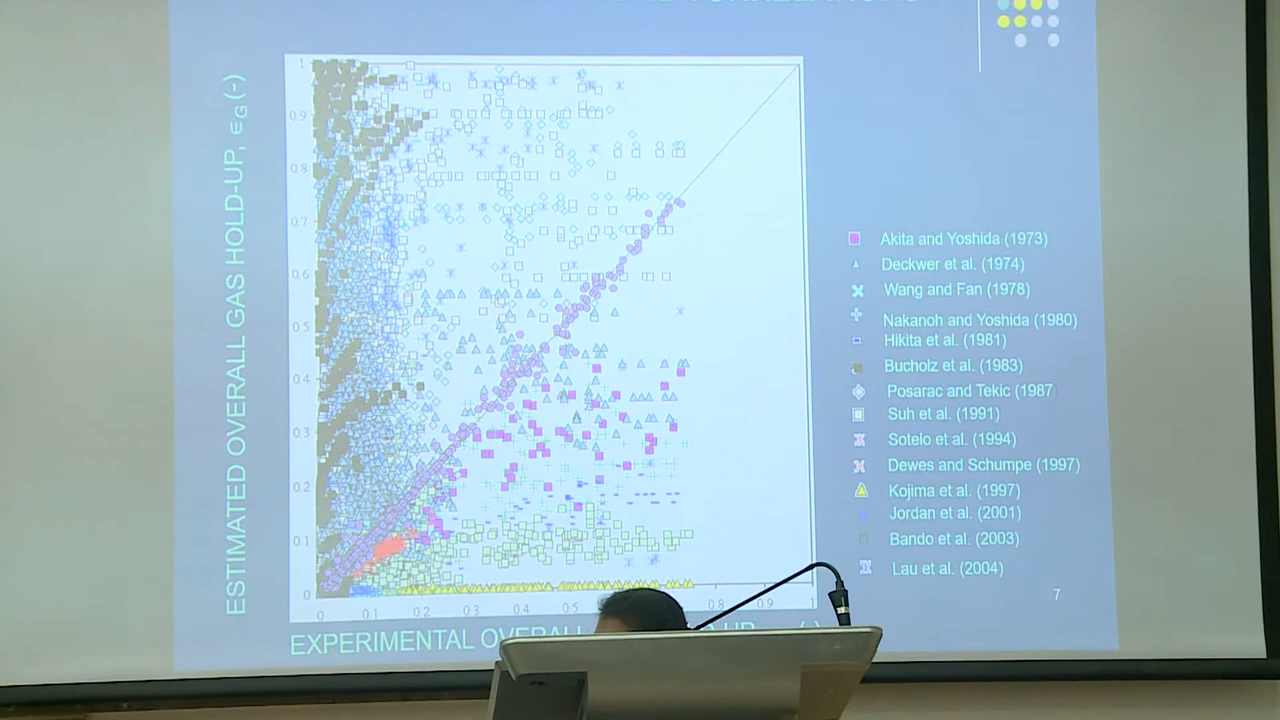 ESTIMATED OVERALL GAS HOLD-UP, ϵG (-)
1
0.9
0.8
0.7
0.6
0.5
0.4
0.3
0.2
0.1
0
0 0.1 0.2 0.3 0.4 0.5 0.8 0.9 1
EXPERIMENTAL OVERALL
Akita and Yoshida (1973)
Deckwer et al. (1974)
Wang and Fan (1978)
Nakanoh and Yoshida (1980)
Hikita et al. (1981)
Bucholz et al. (1983)
Posarac and Tekic (1987
Suh et al. (1991)
Sotelo et al. (1994)
Dewes and Schumpe (1997)
Kojima et al. (1997)
Jordan et al. (2001)
Bando et al. (2003)
Lau et al. (2004)
7